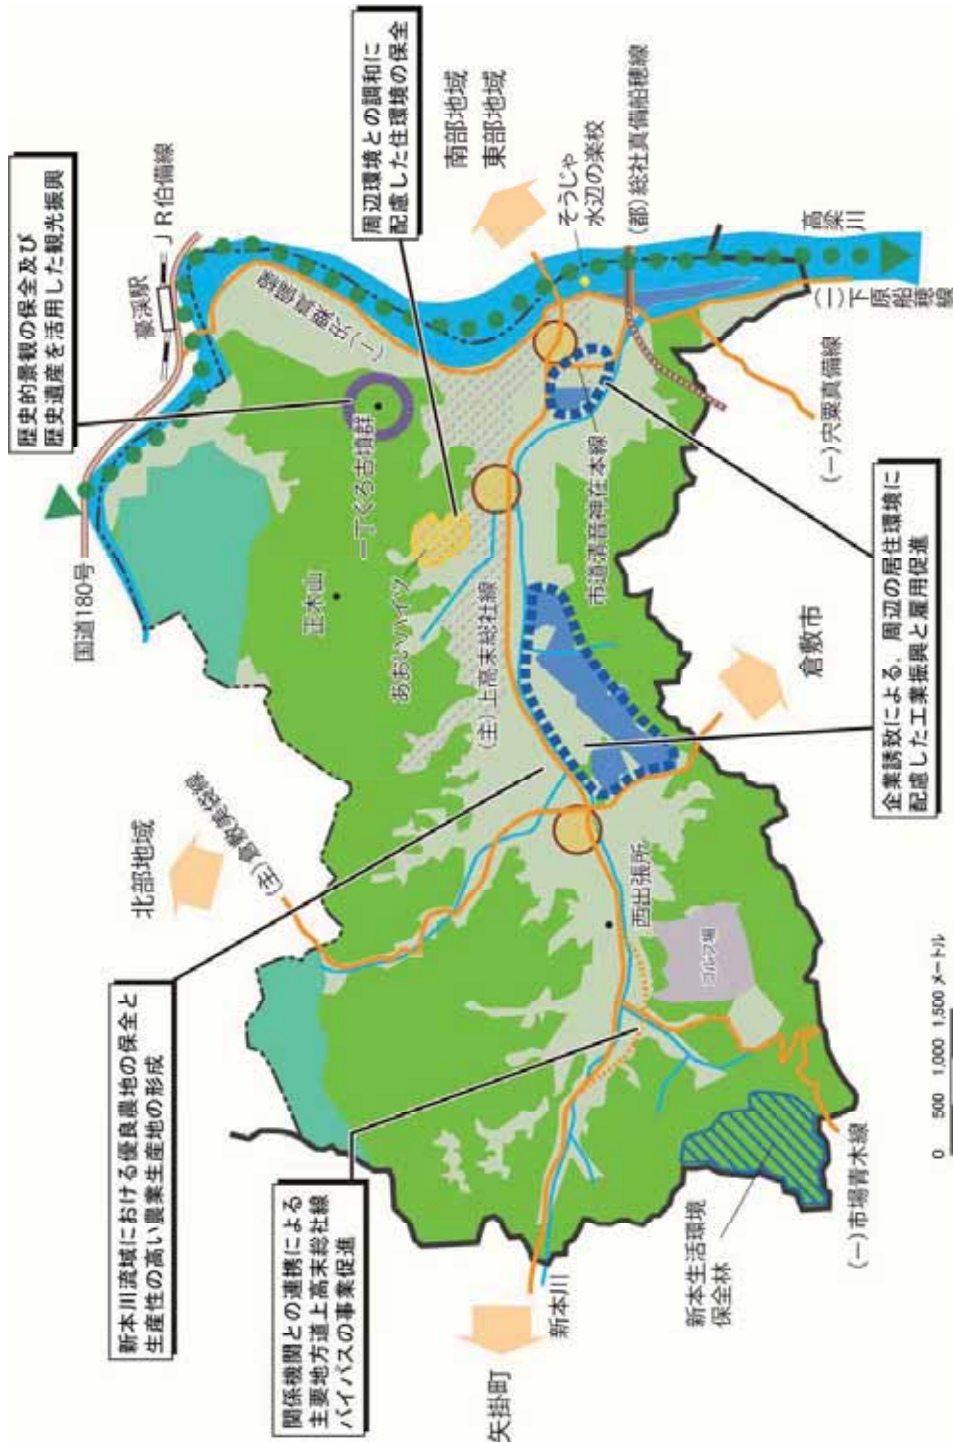 歴史的景観の保全及び
歴史遺産を活用した観光振興
周辺環境との調和に
配慮した住環境の保全
新本川流域における優良農地の保全と
生産性の高い農業生産地の形成
関係機関との連携による
主要地方道上高末総社線
バイパスの事業促進
企業誘致による、周辺の居住環境に
配慮した工業振興と雇用促進
北部地域
(主)倉敷美袋線
国道180号
豪渓駅
JR伯備線
南部地域
東部地域
そうじゃ
水辺の楽校
(都)総社真備船穂線
高梁川
(一)下原船穂線
(一)宍粟真備線
(一)宍粟真備線
一丁ぐろ古墳群
正木山
あおいハイツ
(主)上高末総社線
市道清音神在本線
倉敷市
西出張所
ゴルフ場
矢掛町
新本川
新本生活環境
保全林
(一)市場青木線
0 500 1,000 1,500 メートル